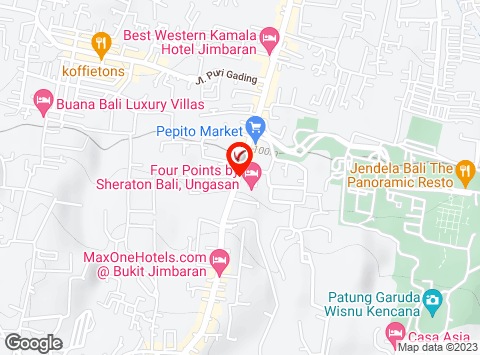 Best Western Kamala
Hotel Jimbaran
koffietons
Jl. Puri Gading
Buana Bali Luxury Villas
Pepito Market
Four Points by
Sheraton Bali, Ungasan
Jendela Bali The
Panoramic Resto
MaxOneHotels.com
@ Bukit Jimbaran
Patung Garuda
Wisnu Kencana
Casa Asia
Google
Map data ©2023